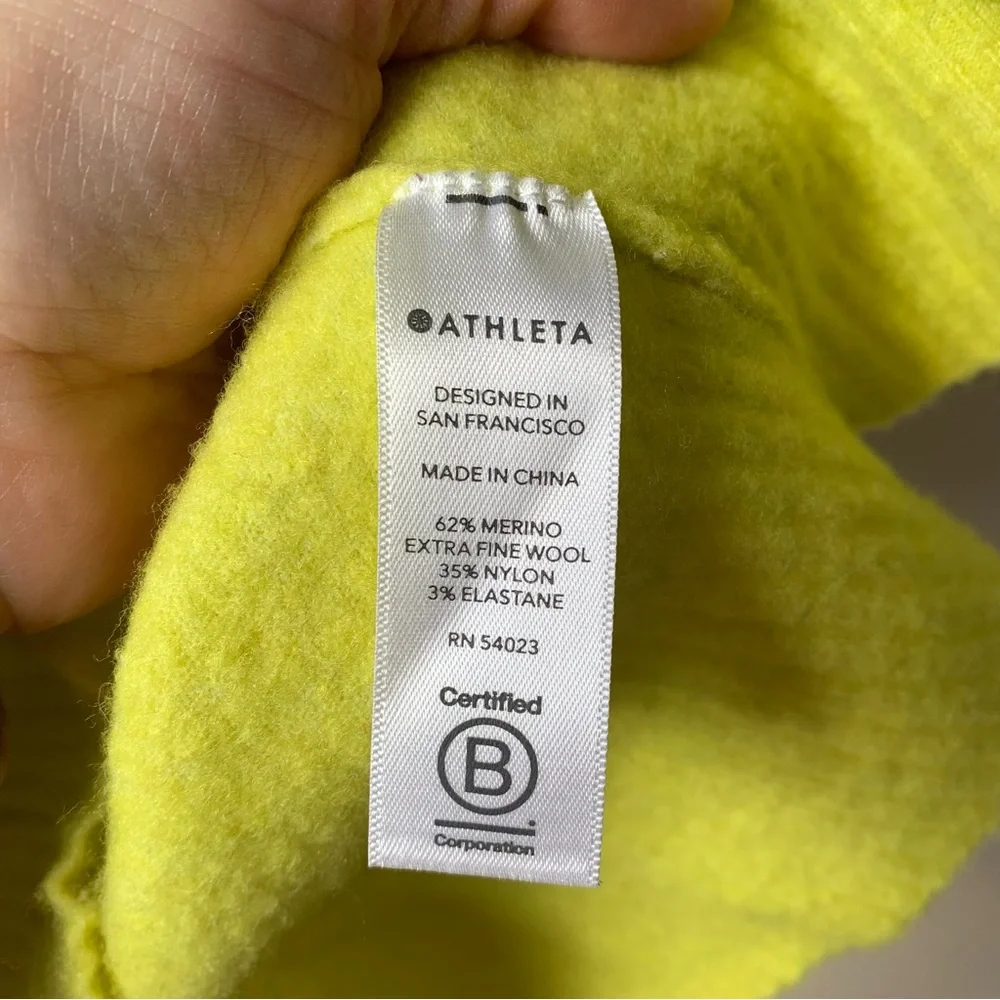 ATHLETA
DESIGNED IN
SAN FRANCISCO
MADE IN CHINA
62% MERINO
EXTRA FINE WOOL
35% NYLON
3% ELASTANE
RN 54023
Certified
B
Corporation